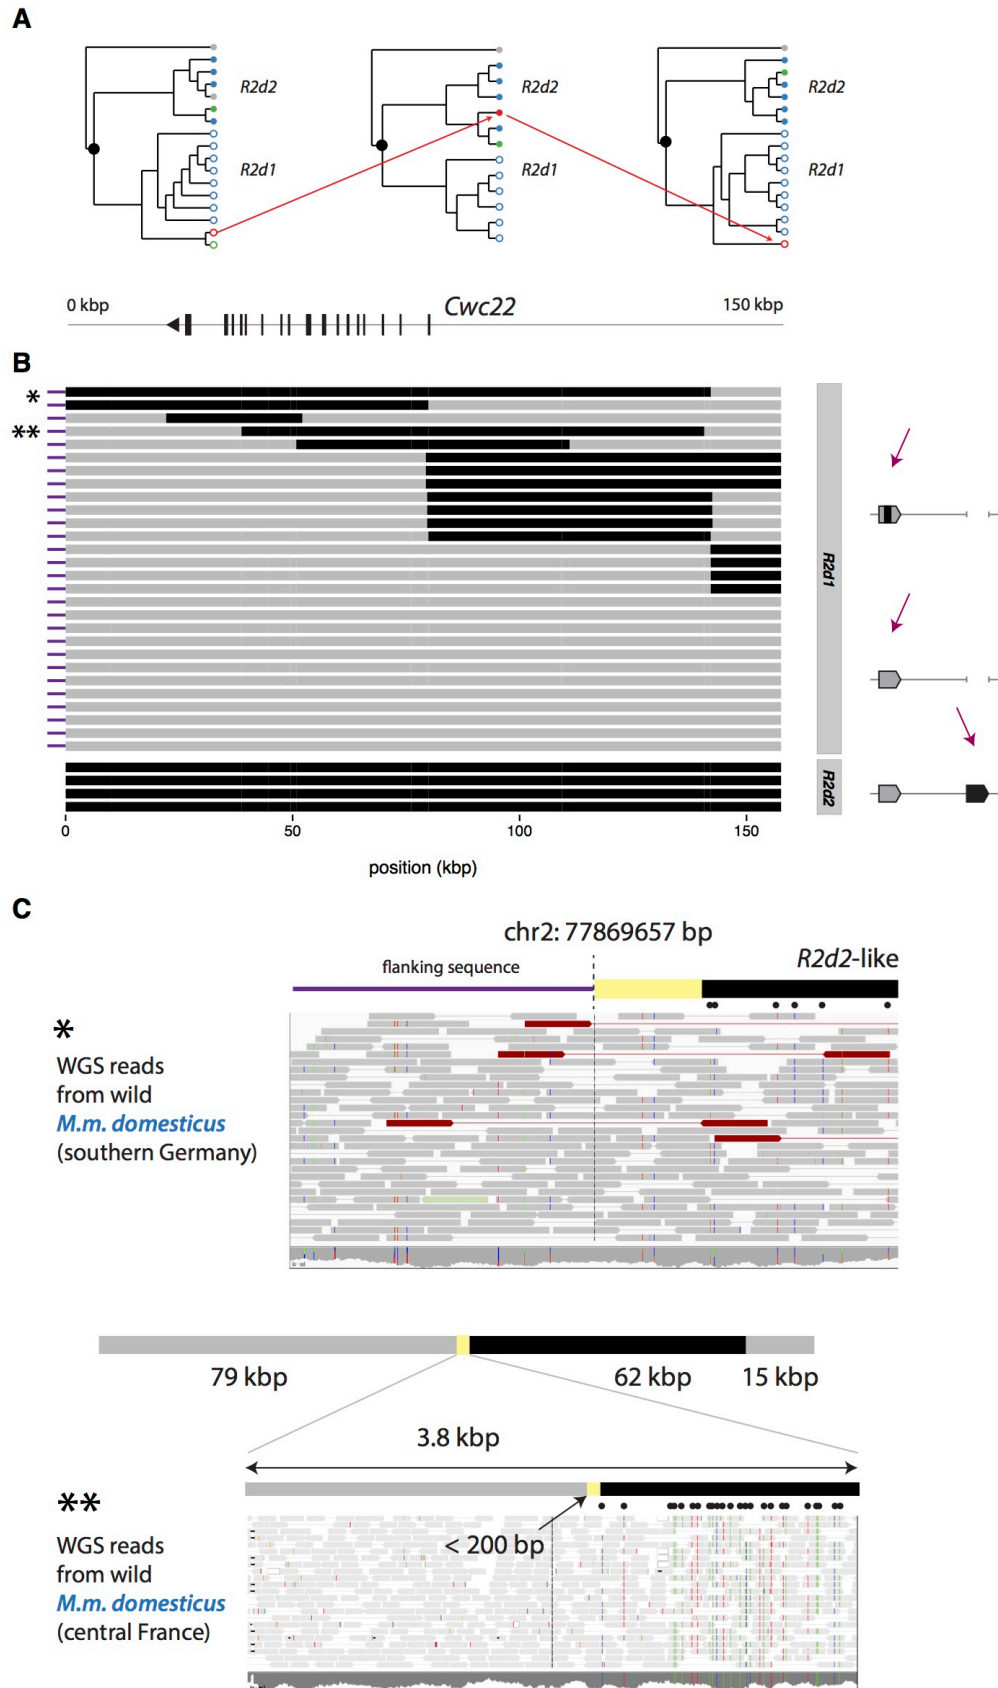 A
R2d2
R2d1
R2d2
R2d1
R2d2
R2d1
0 kbp
Cwc22
150 kbp
B
*
**
R2d1
R2d2
0
50
100
150
position (kbp)
C
chr2: 77869657 bp
flanking sequence
R2d2-like
*
WGS reads
from wild
M.m. domesticus
(southern Germany)
79 kbp
62 kbp
15 kbp
3.8 kbp
**
< 200 bp
WGS reads
from wild
M.m. domesticus
(central France)